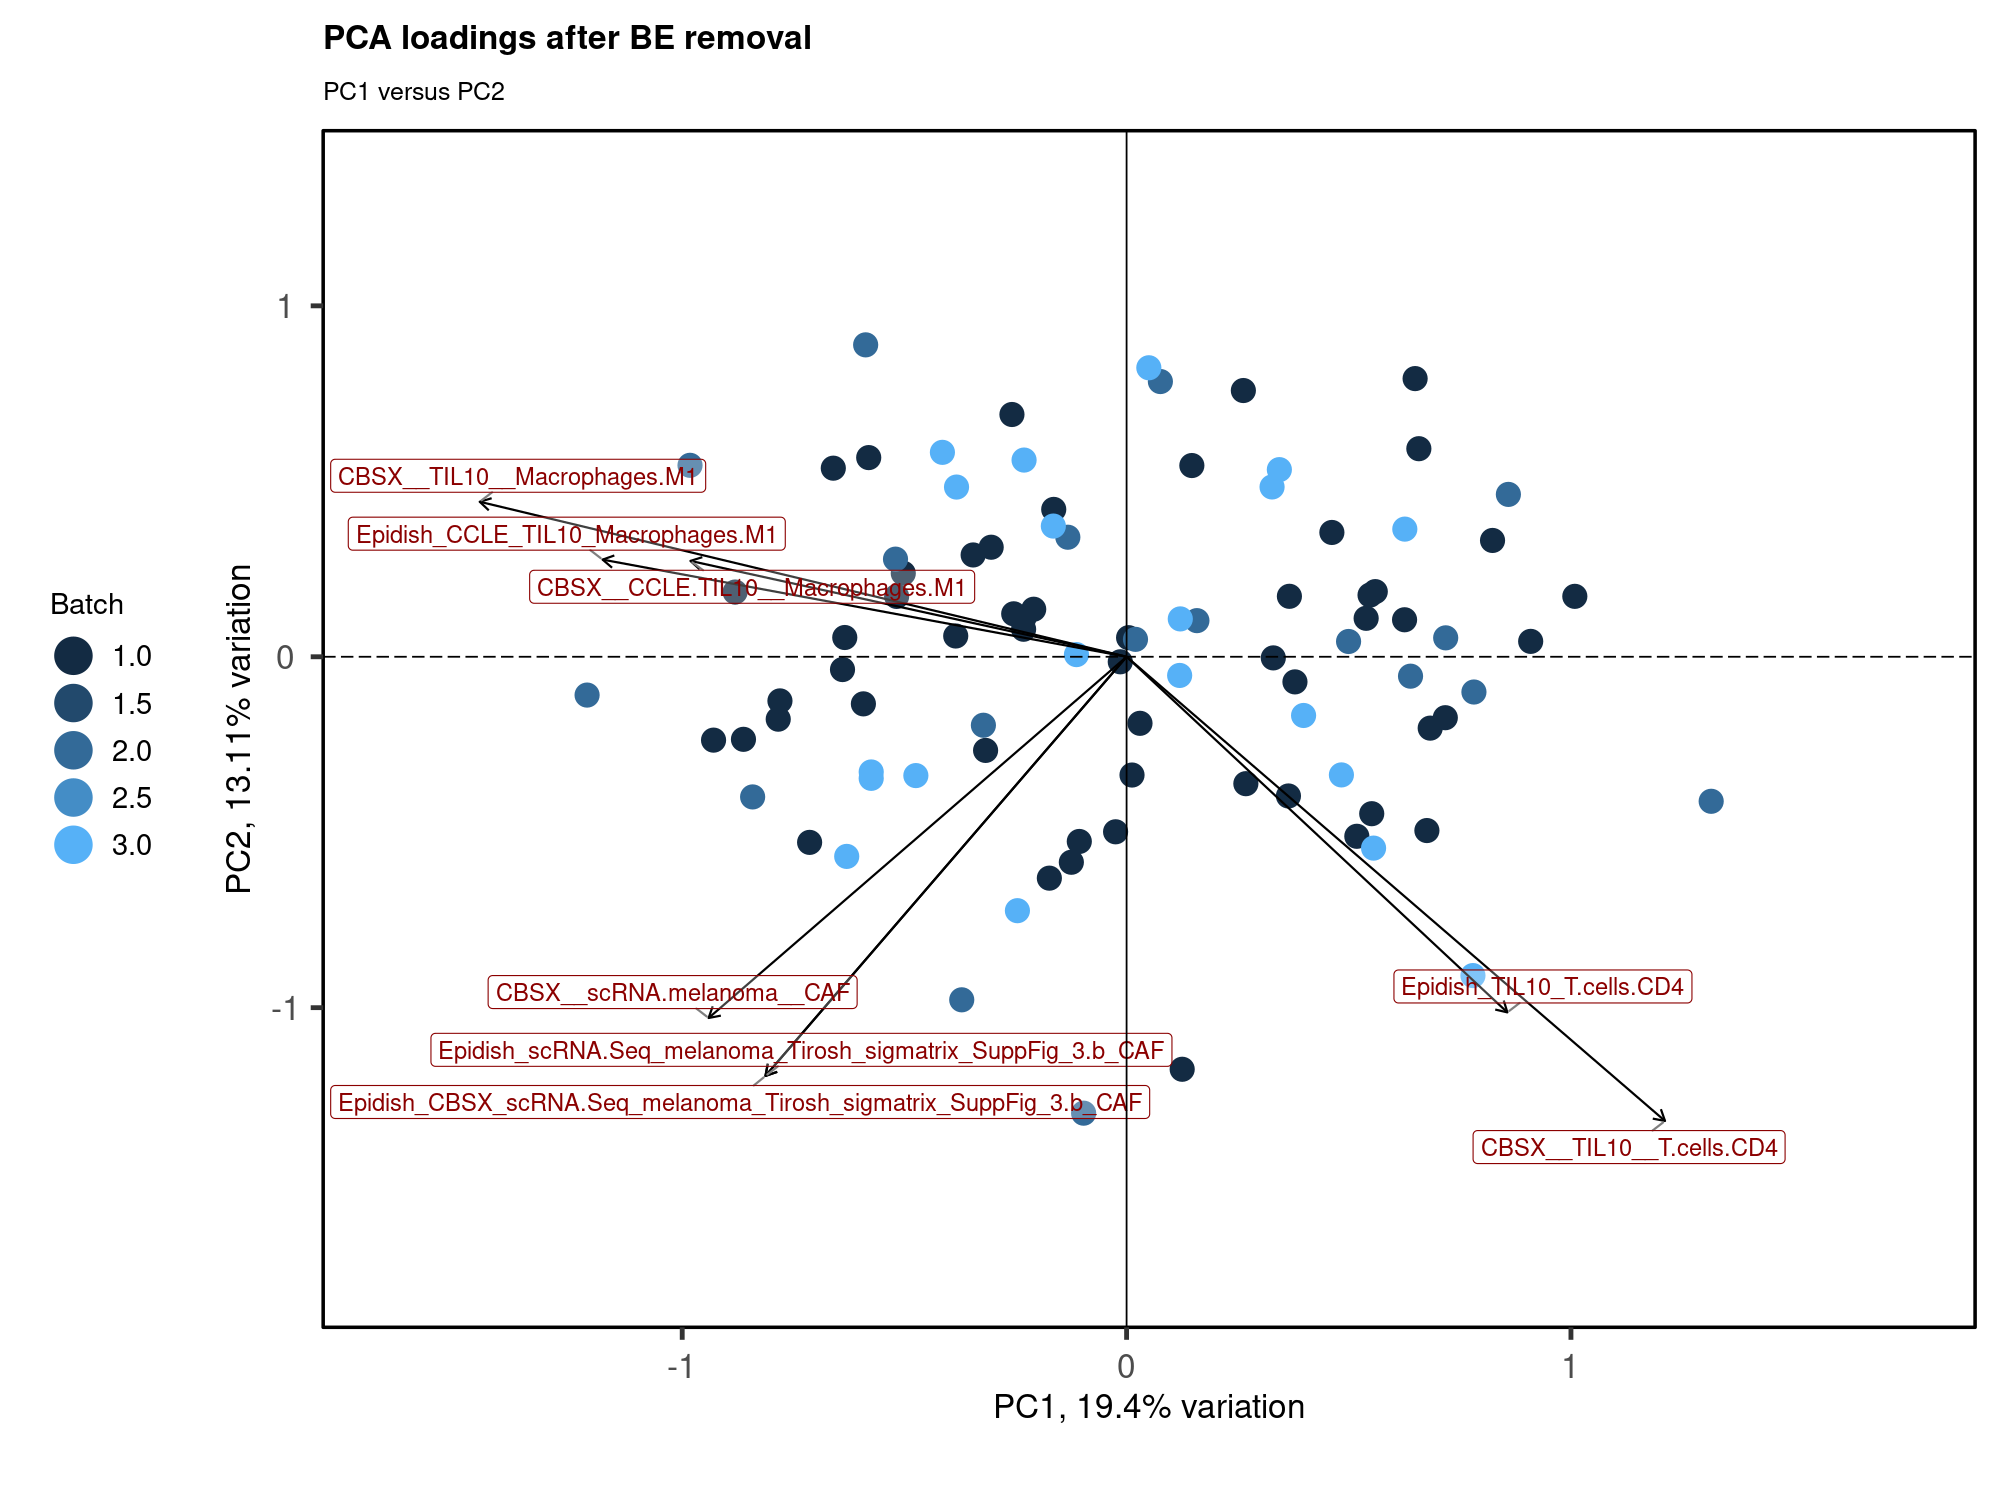 PCA loadings after BE removal
PC1 versus PC2
CBSX__TIL10__Macrophages.M1
Epidish_CCLE_TIL10_Macrophages.M1
CBSX__CCLE.TIL10__Macrophages.M1
CBSX__scRNA.melanoma__CAF
Epidish_TIL10_T.cells.CD4
Epidish_scRNA.Seq_melanoma_Tirosh_sigmatrix_SuppFig_3.b_CAF
Epidish_CBSX_scRNA.Seq_melanoma_Tirosh_sigmatrix_SuppFig_3.b_CAF
CBSX__TIL10__T.cells.CD4
Batch
1.0
1.5
2.0
2.5
3.0
PC2, 13.11% variation
1
0
-1
-1
0
1
PC1, 19.4% variation